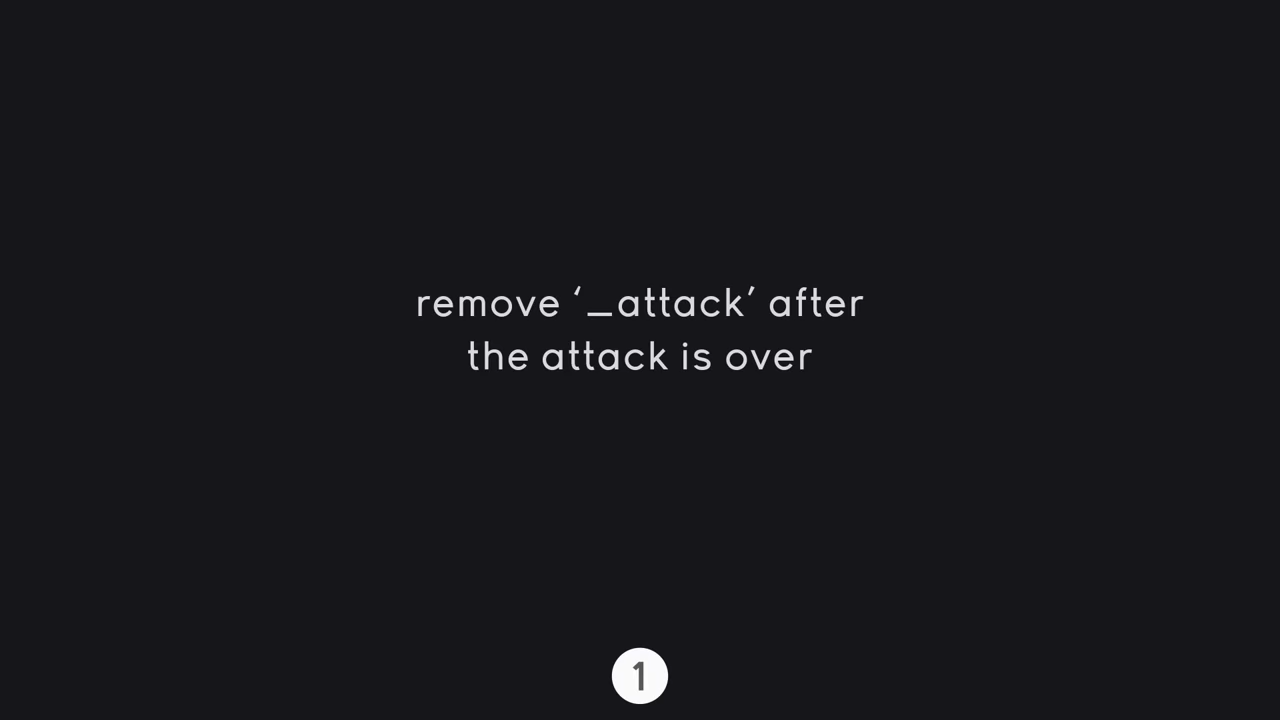 remove ‘_attack’ after
the attack is over
1